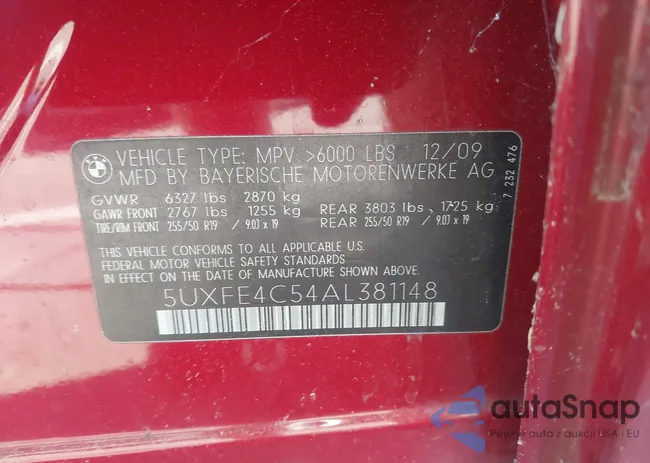 BMW
VEHICLE TYPE: MPV >6000 LBS 12/09
MFD BY BAYERISCHE MOTORENWERKE AG
GVWR 6327 lbs 2870 kg
GAWR FRONT 2767 lbs 1255 kg REAR 3803 lbs 1725 kg
TIRE/RIM FRONT 255/50 R19 / 9.0J x 19 REAR 255/50 R19 / 9.0J x 19
THIS VEHICLE CONFORMS TO ALL APPLICABLE U.S.
FEDERAL MOTOR VEHICLE SAFETY STANDARDS
IN EFFECT ON THE DATE OF MANUFACTURE SHOWN ABOVE.
5UXFE4C54AL381148
7 232 476
autaSnap
Pewne auta z aukcji USA i EU